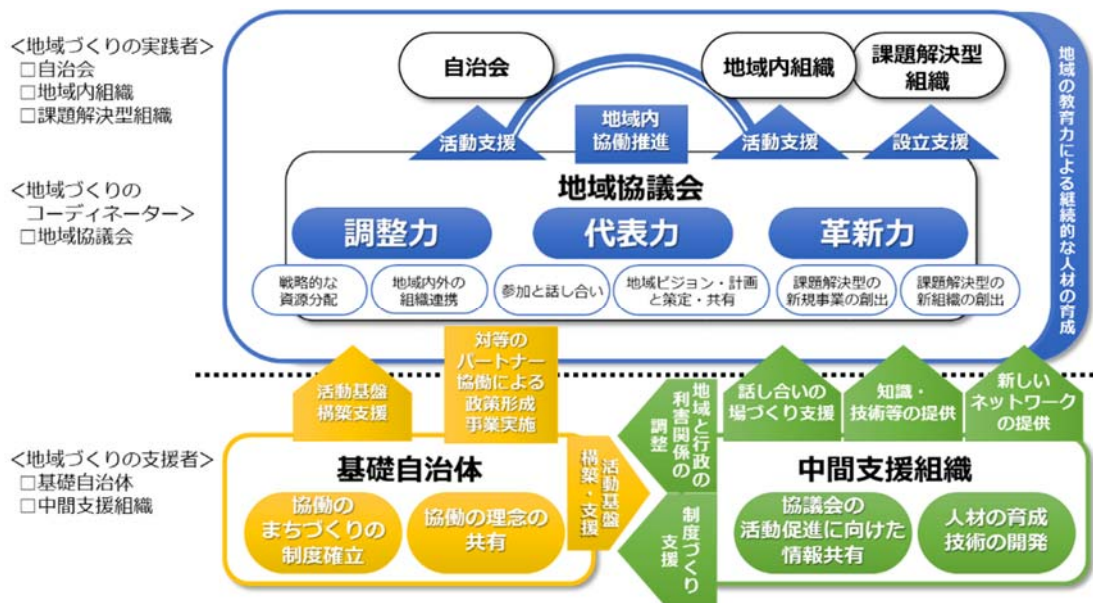 <地域づくりの実践者>
□自治会
□地域内組織
□課題解決型組織
自治会
地域内組織
課題解決型
組織
活動支援
地域内
協働推進
活動支援
設立支援
地域の教育力による継続的な人材の育成
<地域づくりの
コーディネーター>
□地域協議会
地域協議会
調整力
代表力
革新力
戦略的な
資源分配
地域内外の
組織連携
参加と話し合い
地域ビジョン・計画
と策定・共有
課題解決型の
新規事業の創出
課題解決型の
新組織の創出
活動基盤
構築支援
対等の
パートナー
協働による
政策形成
事業実施
地域と行政の
利害関係の
調整
話し合いの
場づくり支援
知識・
技術等の提供
新しい
ネットワーク
の提供
<地域づくりの支援者>
□基礎自治体
□中間支援組織
基礎自治体
協働の
まちづくりの
制度確立
協働の理念の
共有
活動基盤
構築・支援
制度づくり
支援
中間支援組織
協議会の
活動促進に向けた
情報共有
人材の育成
技術の開発